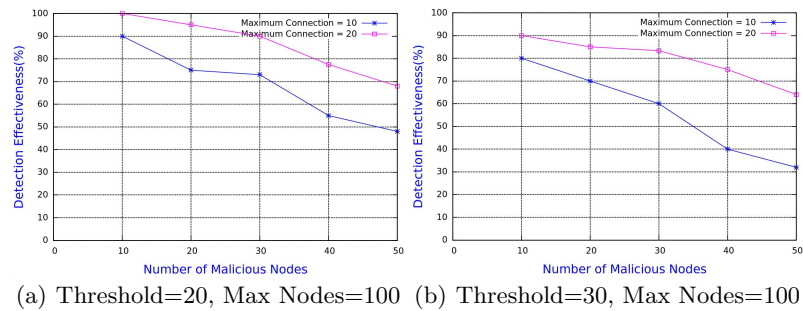 Maximum Connection = 10
Maximum Connection = 20
Detection Effectiveness(%)
100
90
80
70
60
50
40
30
20
10
0
0 10 20 30 40 50
Number of Malicious Nodes
(a) Threshold=20, Max Nodes=100
Maximum Connection = 10
Maximum Connection = 20
Detection Effectiveness(%)
100
90
80
70
60
50
40
30
20
10
0
0 10 20 30 40 50
Number of Malicious Nodes
(b) Threshold=30, Max Nodes=100